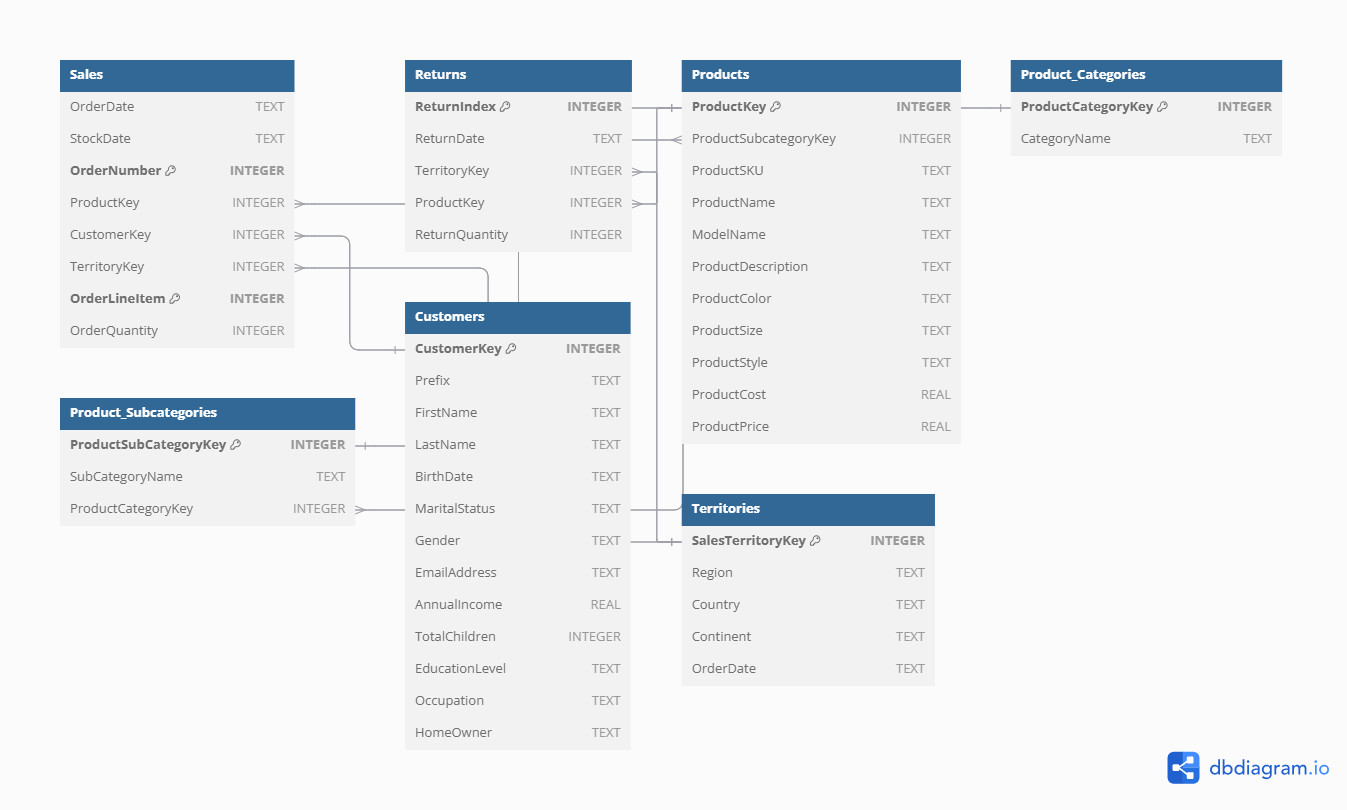 Sales
OrderDate TEXT
StockDate TEXT
OrderNumber INTEGER
ProductKey INTEGER
CustomerKey INTEGER
TerritoryKey INTEGER
OrderLineItem INTEGER
OrderQuantity INTEGER
Returns
ReturnIndex INTEGER
ReturnDate TEXT
TerritoryKey INTEGER
ProductKey INTEGER
ReturnQuantity INTEGER
Products
ProductKey INTEGER
ProductSubcategoryKey INTEGER
ProductSKU TEXT
ProductName TEXT
ModelName TEXT
ProductDescription TEXT
ProductColor TEXT
ProductSize TEXT
ProductStyle TEXT
ProductCost REAL
ProductPrice REAL
Product_Categories
ProductCategoryKey INTEGER
CategoryName TEXT
Product_Subcategories
ProductSubCategoryKey INTEGER
SubCategoryName TEXT
ProductCategoryKey INTEGER
Customers
CustomerKey INTEGER
Prefix TEXT
FirstName TEXT
LastName TEXT
BirthDate TEXT
MaritalStatus TEXT
Gender TEXT
EmailAddress TEXT
AnnualIncome REAL
TotalChildren INTEGER
EducationLevel TEXT
Occupation TEXT
HomeOwner TEXT
Territories
SalesTerritoryKey INTEGER
Region TEXT
Country TEXT
Continent TEXT
OrderDate TEXT
dbdiagram.io